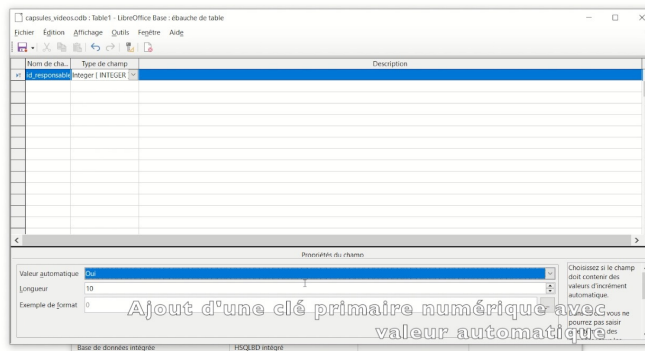 capsules_videos.odb : Table1 - LibreOffice Base : ébauche de table
Fichier Édition Affichage Outils Fenêtre Aide
Nom de cha... Type de champ Description
id_responsable Integer [ INTEGER
Propriétés du champ
Valeur automatique Oui
Longueur 10
Exemple de format 0
Choisissez si le champ
doit contenir des
valeurs d'incrément
automatique.
vous ne
pourrez pas saisir
des
Ajout d'une clé primaire numérique avec
valeur automatique
Base de données intégrée HSQLDB intégré